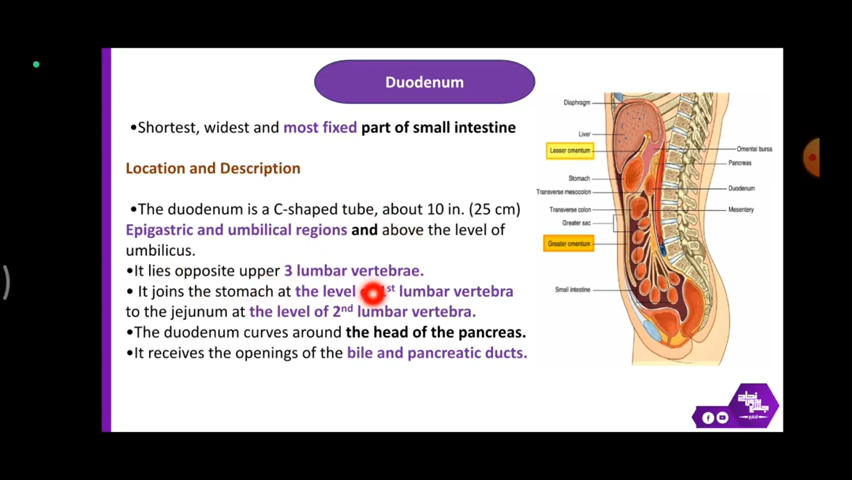 Duodenum
•Shortest, widest and most fixed part of small intestine
Location and Description
•The duodenum is a C-shaped tube, about 10 in. (25 cm)
Epigastric and umbilical regions and above the level of
umbilicus.
•It lies opposite upper 3 lumbar vertebrae.
• It joins the stomach at the level 1st lumbar vertebra
to the jejunum at the level of 2nd lumbar vertebra.
•The duodenum curves around the head of the pancreas.
•It receives the openings of the bile and pancreatic ducts.
Diaphragm
Liver
Lesser omentum
Stomach
Transverse mesocolon
Transverse colon
Greater sac
Greater omentum
Small intestine
Omental bursa
Pancreas
Duodenum
Mesentery